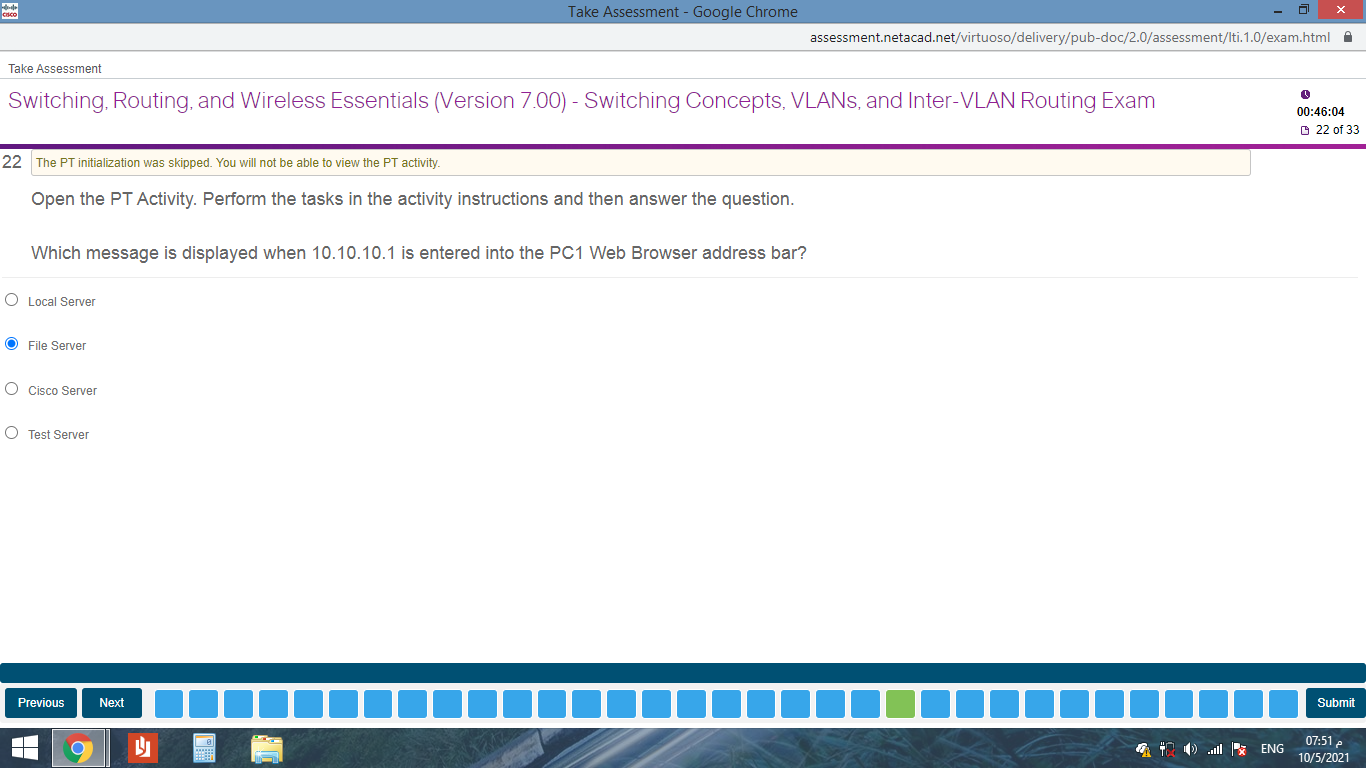 CISCO
Take Assessment - Google Chrome
assessment.netacad.net/virtuoso/delivery/pub-doc/2.0/assessment/lti.1.0/exam.html
Take Assessment
Switching, Routing, and Wireless Essentials (Version 7.00) - Switching Concepts, VLANs, and Inter-VLAN Routing Exam
00:46:04
22 of 33
22
The PT initialization was skipped. You will not be able to view the PT activity.
Open the PT Activity. Perform the tasks in the activity instructions and then answer the question.
Which message is displayed when 10.10.10.1 is entered into the PC1 Web Browser address bar?
Local Server
File Server
Cisco Server
Test Server
Previous
Next
Submit
ENG
07:51 م
10/5/2021